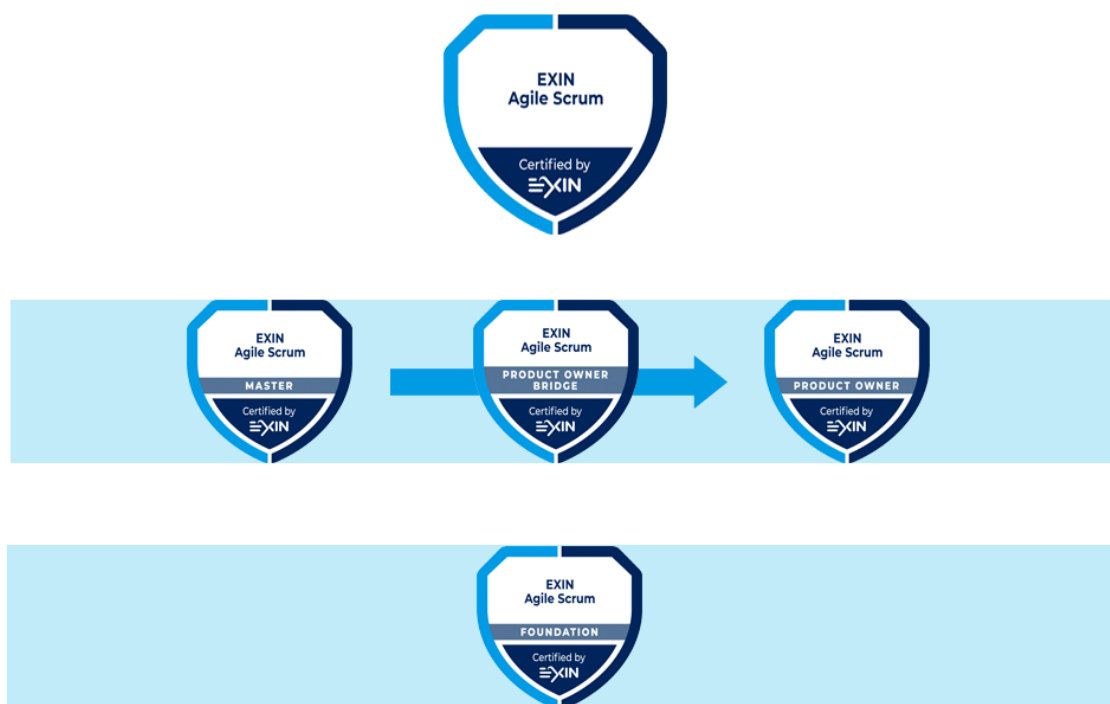 EXIN
Agile Scrum
Certified by
EXIN
EXIN
Agile Scrum
MASTER
Certified by
EXIN
EXIN
Agile Scrum
PRODUCT OWNER
BRIDGE
Certified by
EXIN
EXIN
Agile Scrum
PRODUCT OWNER
Certified by
EXIN
EXIN
Agile Scrum
FOUNDATION
Certified by
EXIN